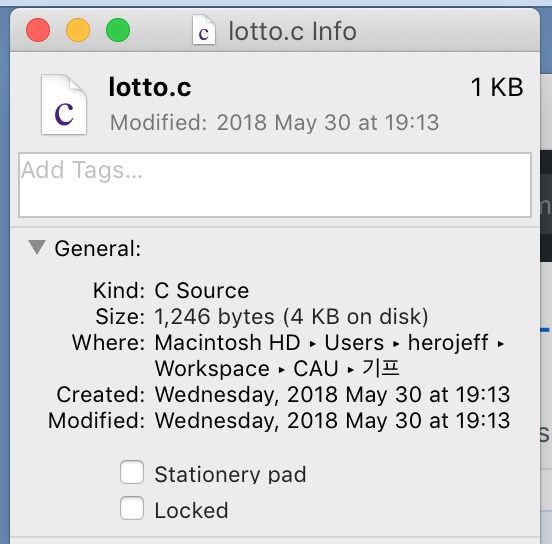 lotto.c Info
lotto.c 1 KB
Modified: 2018 May 30 at 19:13
Add Tags...
General:
Kind: C Source
Size: 1,246 bytes (4 KB on disk)
Where: Macintosh HD ▸ Users ▸ herojeff ▸
Workspace ▸ CAU ▸ 기프
Created: Wednesday, 2018 May 30 at 19:13
Modified: Wednesday, 2018 May 30 at 19:13
Stationery pad
Locked